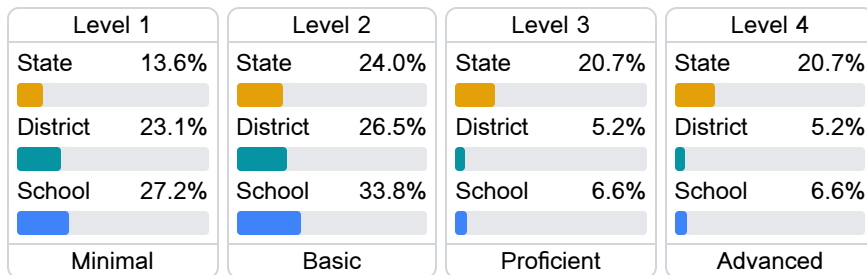 Level 1
State 13.6%
District 23.1%
School 27.2%
Minimal
Level 2
State 24.0%
District 26.5%
School 33.8%
Basic
Level 3
State 20.7%
District 5.2%
School 6.6%
Proficient
Level 4
State 20.7%
District 5.2%
School 6.6%
Advanced